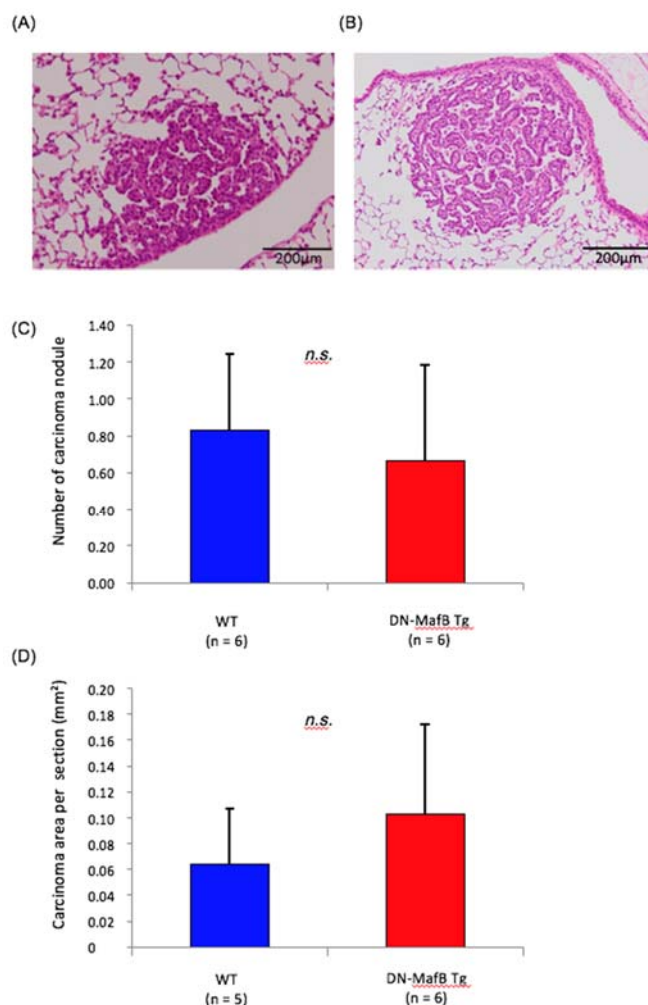 (A)
(B)
200μm
200μm
(C)
Number of carcinoma nodule
1.40
1.20
1.00
0.80
0.60
0.40
0.20
0.00
n.s.
WT
(n = 6)
DN-MafB Tg
(n = 6)
(D)
Carcinoma area per section (mm²)
0.20
0.18
0.16
0.14
0.12
0.10
0.08
0.06
0.04
0.02
0
n.s.
WT
(n = 5)
DN-MafB Tg
(n = 6)